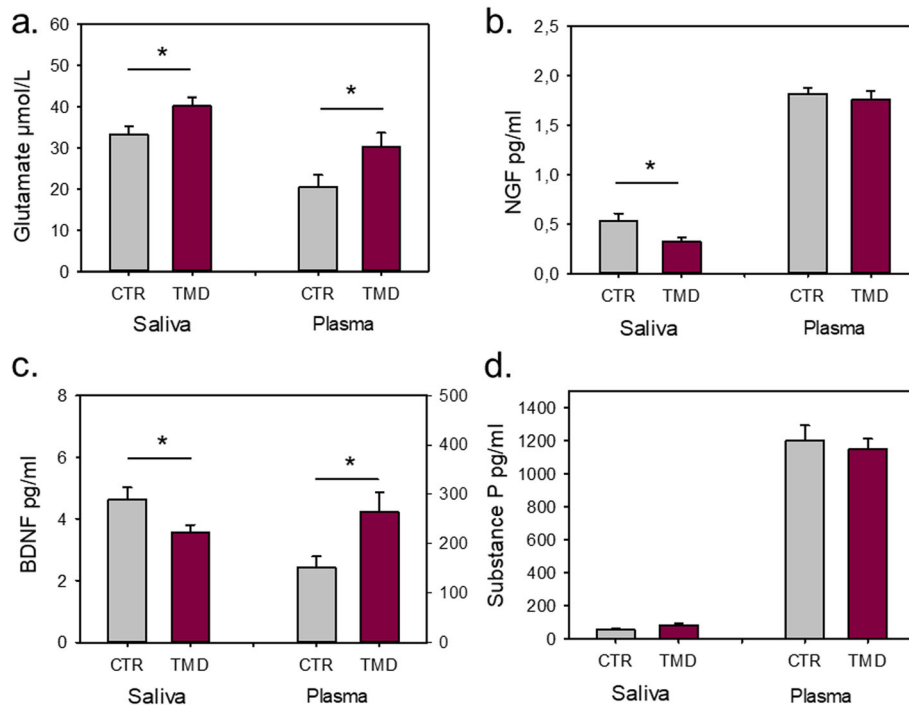 a.
Glutamate µmol/L
60
50
40
30
20
10
0
*
*
CTR TMD CTR TMD
Saliva Plasma
b.
NGF pg/ml
2,5
2,0
1,5
1,0
0,5
0,0
*
CTR TMD CTR TMD
Saliva Plasma
c.
BDNF pg/ml
8
6
4
2
0
*
*
500
400
300
200
100
0
CTR TMD CTR TMD
Saliva Plasma
d.
Substance P pg/ml
1400
1200
1000
800
600
400
200
0
CTR TMD CTR TMD
Saliva Plasma